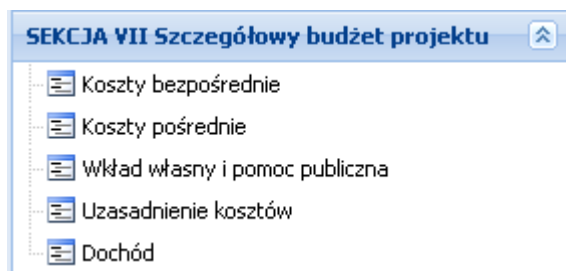 SEKCJA VII Szczegółowy budżet projektu
Koszty bezpośrednie
Koszty pośrednie
Wkład własny i pomoc publiczna
Uzasadnienie kosztów
Dochód